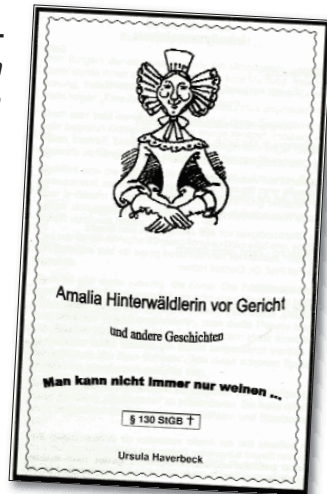 Amalia Hinterwäldlerin vor Gericht
und andere Geschichten
Man kann nicht immer nur weinen ...
§ 130 StGB †
Ursula Haverbeck